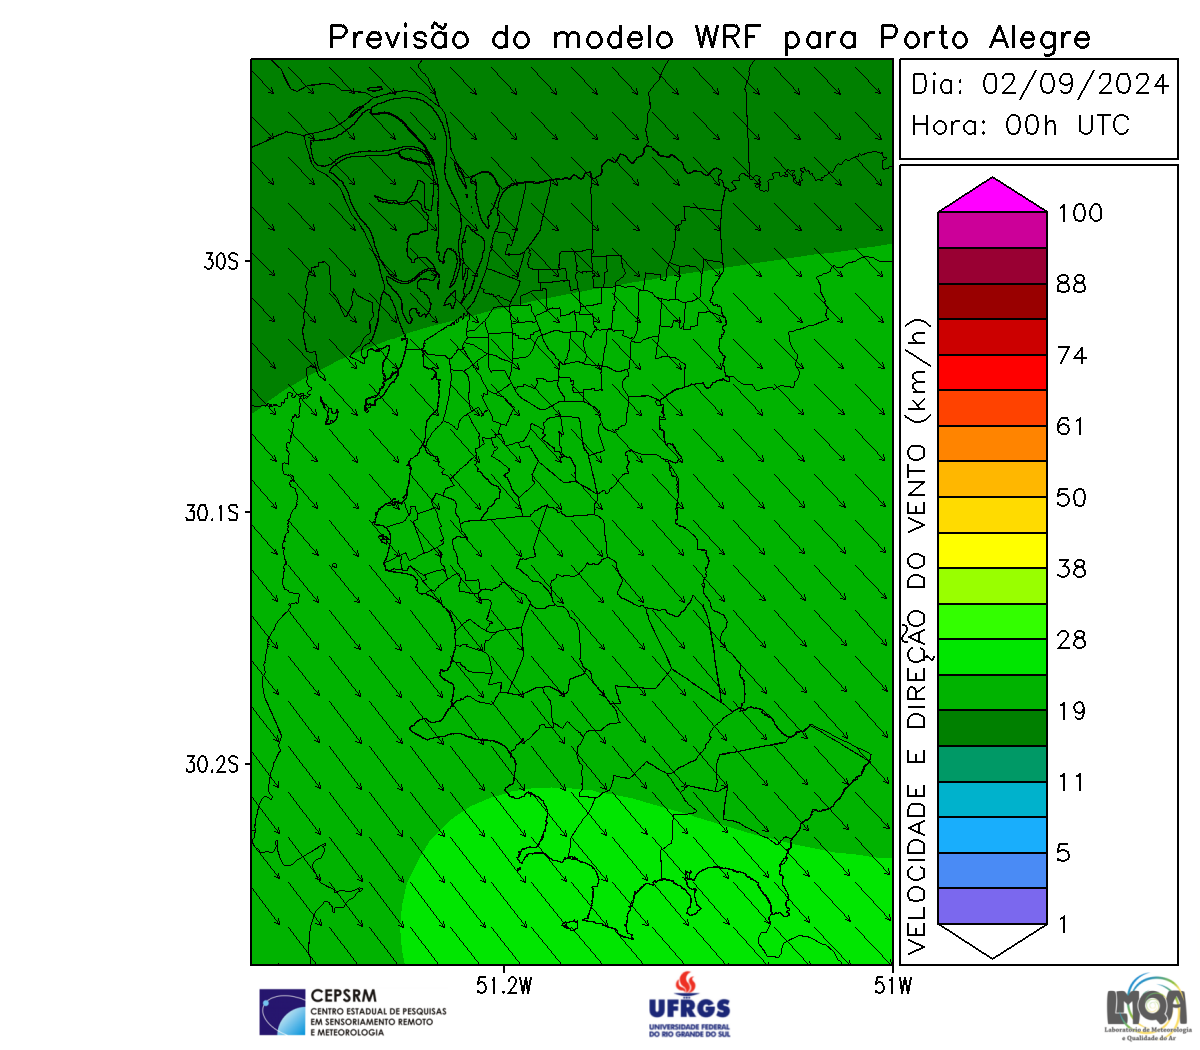 Previsão do modelo WRF para Porto Alegre
Dia: 02/09/2024
Hora: 00h UTC
30S
30.1S
30.2S
51.2W
51W
VELOCIDADE E DIREÇÃO DO VENTO (km/h)
100
88
74
61
50
38
28
19
11
5
1
CEPSRM
CENTRO ESTADUAL DE PESQUISAS
EM SENSORIAMENTO REMOTO
E METEOROLOGIA
UFRGS
UNIVERSIDADE FEDERAL
DO RIO GRANDE DO SUL
LMQA
Laboratório de Meteorologia
e Qualidade do Ar